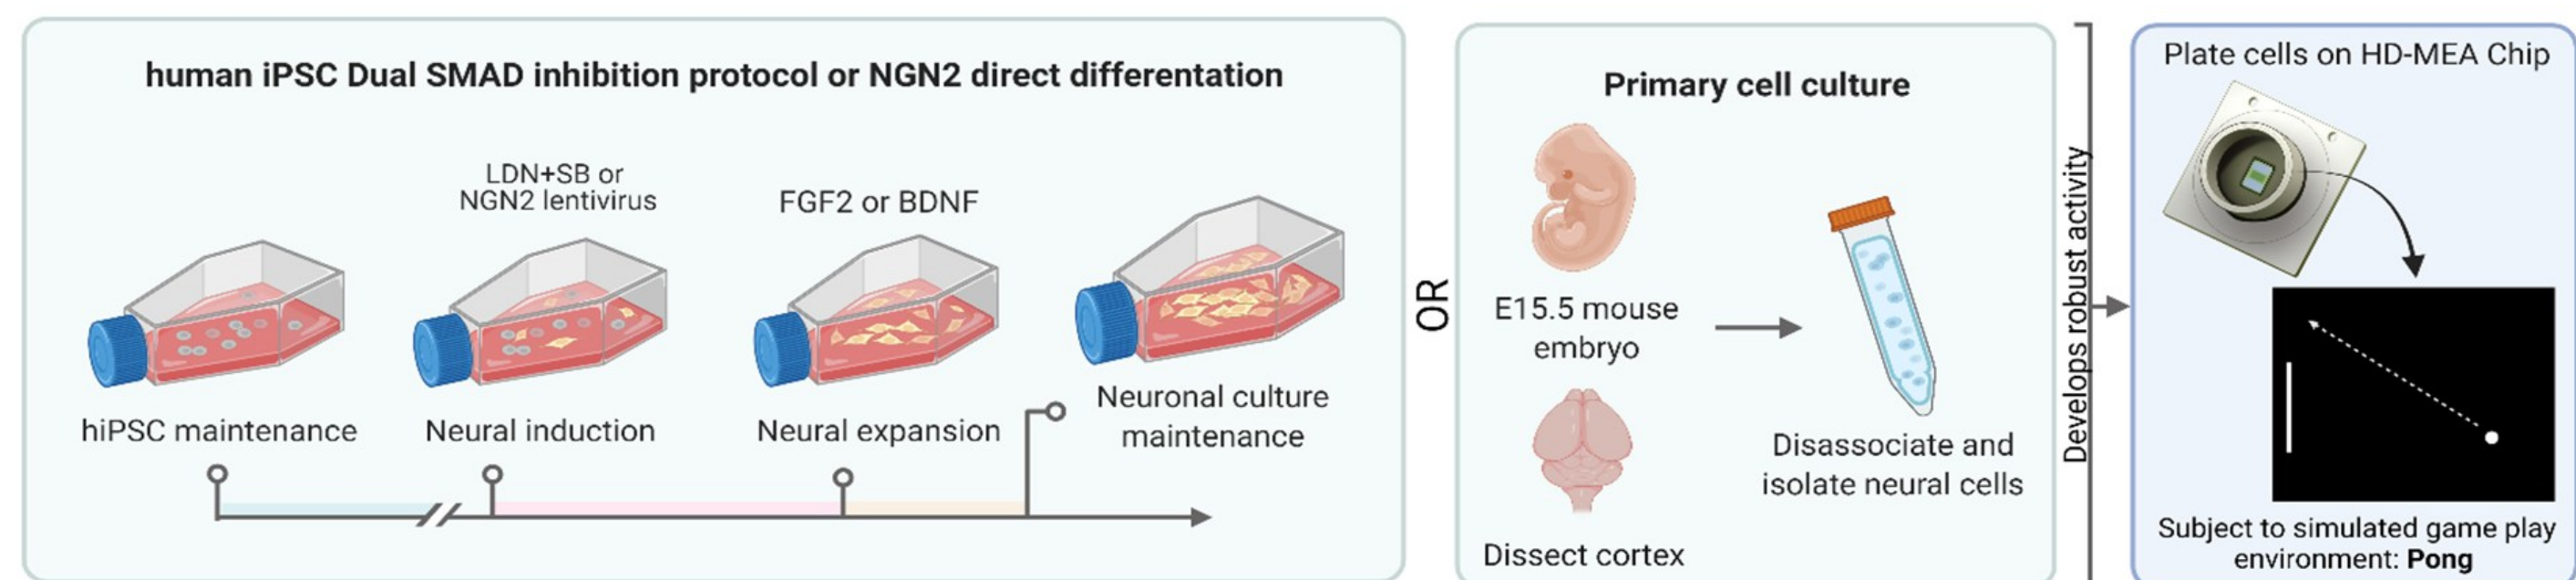 human iPSC Dual SMAD inhibition protocol or NGN2 direct differentation
LDN+SB or
NGN2 lentivirus
FGF2 or BDNF
hiPSC maintenance
Neural induction
Neural expansion
Neuronal culture
maintenance
OR
Primary cell culture
E15.5 mouse
embryo
Dissect cortex
Disassociate and
isolate neural cells
Develops robust activity
Plate cells on HD-MEA Chip
Subject to simulated game play
environment: Pong